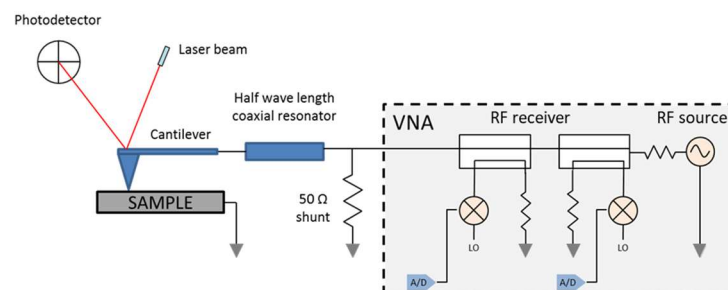 Photodetector
Laser beam
Half wave length
coaxial resonator
Cantilever
SAMPLE
50 Ω
shunt
VNA
RF receiver
RF source
LO
LO
A/D
A/D